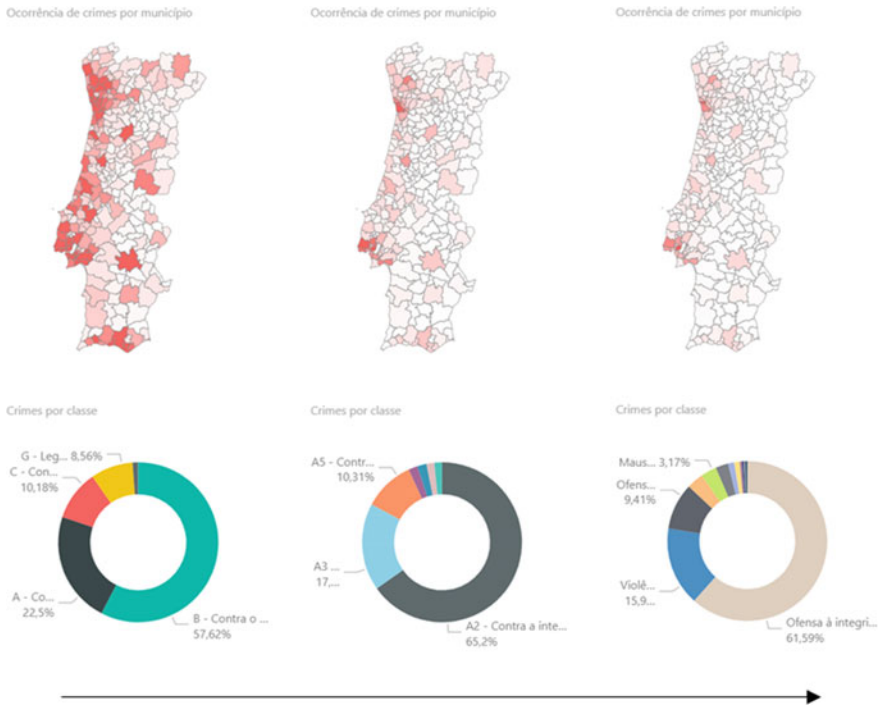 Ocorrência de crimes por município
Ocorrência de crimes por município
Ocorrência de crimes por município
Crimes por classe
Crimes por classe
Crimes por classe
G - Leg... 8,56%
C - Con...
10,18%
A - Co...
22,5%
B - Contra o ...
57,62%
A5 - Contr...
10,31%
A3 ...
17,...
A2 - Contra a inte...
65,2%
Maus... 3,17%
Ofens...
9,41%
Violê...
15,9...
Ofensa à integri...
61,59%